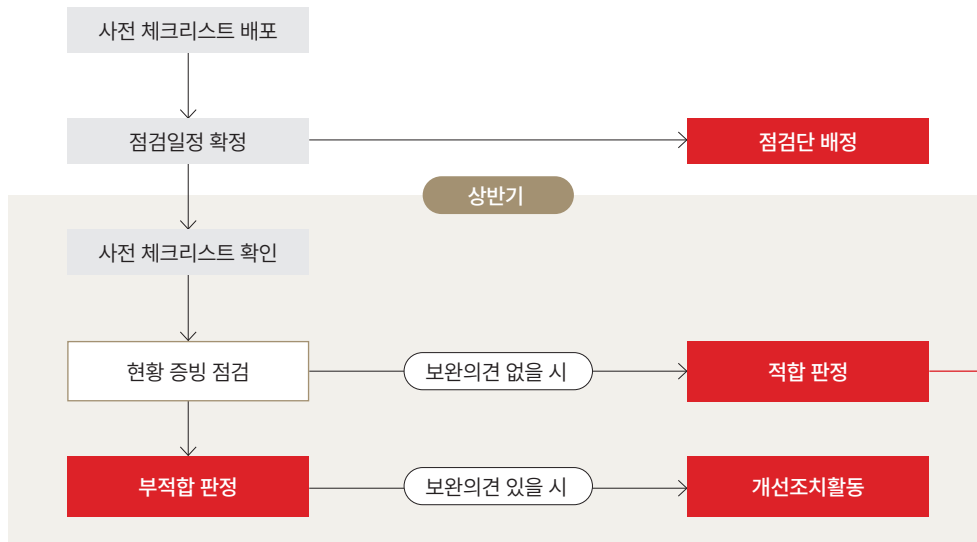 사전 체크리스트 배포
점검일정 확정
점검단 배정
상반기
사전 체크리스트 확인
현황 증빙 점검
보완의견 없을 시
적합 판정
부적합 판정
보완의견 있을 시
개선조치활동